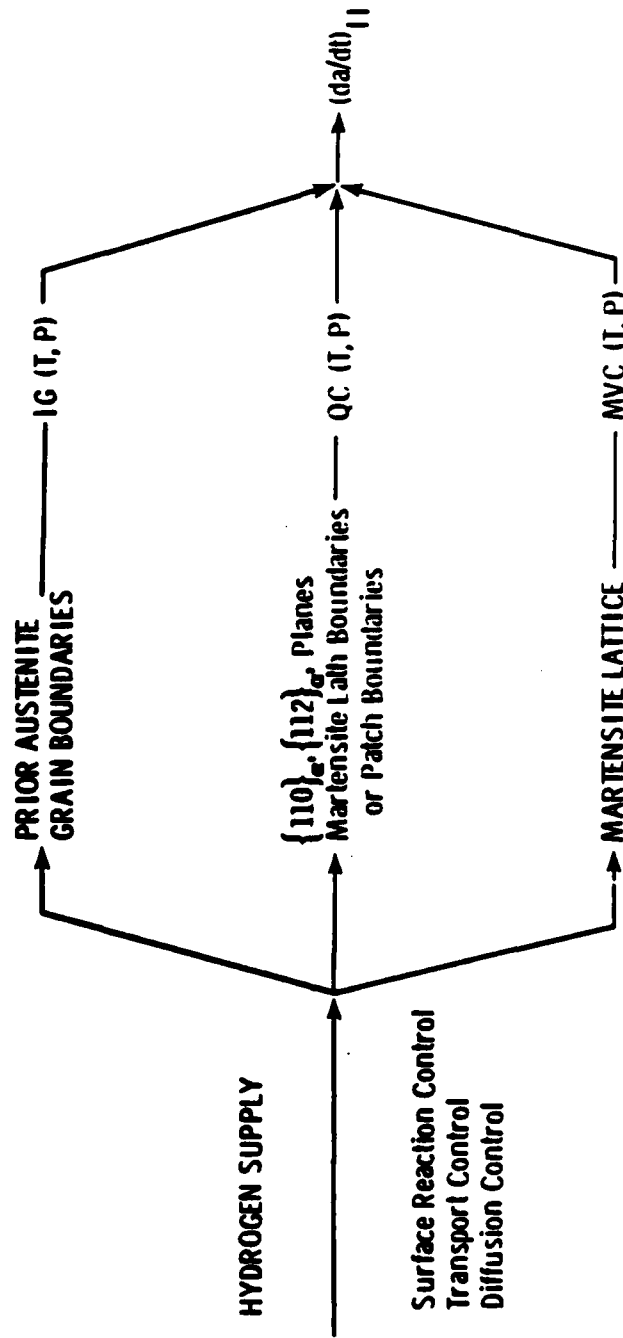 HYDROGEN SUPPLY
Surface Reaction Control
Transport Control
Diffusion Control
PRIOR AUSTENITE
GRAIN BOUNDARIES
IG (T, P)
{110}α', {112}α', Planes
Martensite Lath Boundaries
or Patch Boundaries
QC (T, P)
MARTENSITE LATTICE
MVC (T, P)
(da/dt)II